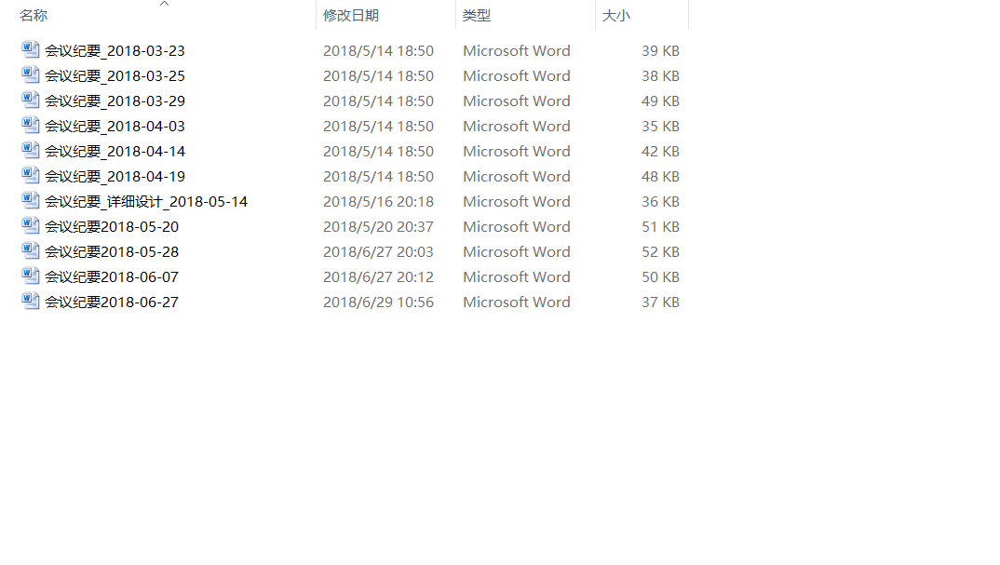 名称 修改日期 类型 大小
会议纪要_2018-03-23 2018/5/14 18:50 Microsoft Word 39 KB
会议纪要_2018-03-25 2018/5/14 18:50 Microsoft Word 38 KB
会议纪要_2018-03-29 2018/5/14 18:50 Microsoft Word 49 KB
会议纪要_2018-04-03 2018/5/14 18:50 Microsoft Word 35 KB
会议纪要_2018-04-14 2018/5/14 18:50 Microsoft Word 42 KB
会议纪要_2018-04-19 2018/5/14 18:50 Microsoft Word 48 KB
会议纪要_详细设计_2018-05-14 2018/5/16 20:18 Microsoft Word 36 KB
会议纪要2018-05-20 2018/5/20 20:37 Microsoft Word 51 KB
会议纪要2018-05-28 2018/6/27 20:03 Microsoft Word 52 KB
会议纪要2018-06-07 2018/6/27 20:12 Microsoft Word 50 KB
会议纪要2018-06-27 2018/6/29 10:56 Microsoft Word 37 KB